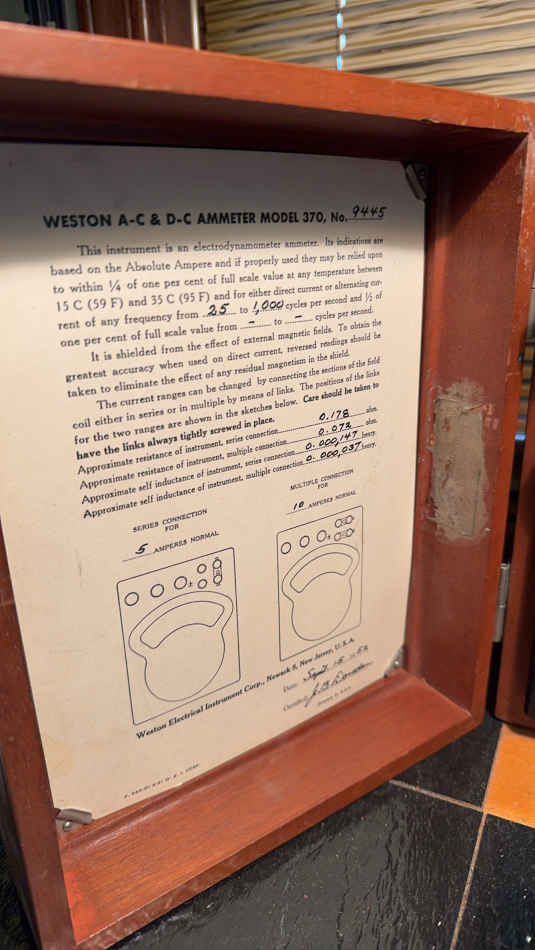 WESTON A-C & D-C AMMETER MODEL 370, No. 9445
This instrument is an electrodynamometer ammeter. Its indications are
based on the Absolute Ampere and if properly used they may be relied upon
to within ¼ of one per cent of full scale value at any temperature between
15 C (59 F) and 35 C (95 F) and for either direct current or alternating cur-
rent of any frequency from 25 to 1,000 cycles per second and ½ of
one per cent of full scale value from - to - cycles per second.
It is shielded from the effect of external magnetic fields. To obtain the
greatest accuracy when used on direct current, reversed readings should be
taken to eliminate the effect of any residual magnetism in the shield.
The current ranges can be changed by connecting the sections of the field
coil either in series or in multiple by means of links. The positions of the links
for the two ranges are shown in the sketches below. Care should be taken to
have the links always tightly screwed in place.
Approximate resistance of instrument, series connection 0.178 ohm.
Approximate resistance of instrument, multiple connection 0.073 ohm.
Approximate self inductance of instrument, series connection 0.000,147 henry.
Approximate self inductance of instrument, multiple connection 0.000,037 henry.
SERIES CONNECTION
FOR
5 AMPERES NORMAL
MULTIPLE CONNECTION
FOR
10 AMPERES NORMAL
±
±
Weston Electrical Instrument Corp., Newark 5, New Jersey, U.S.A.
Date Sept. 15
Certified